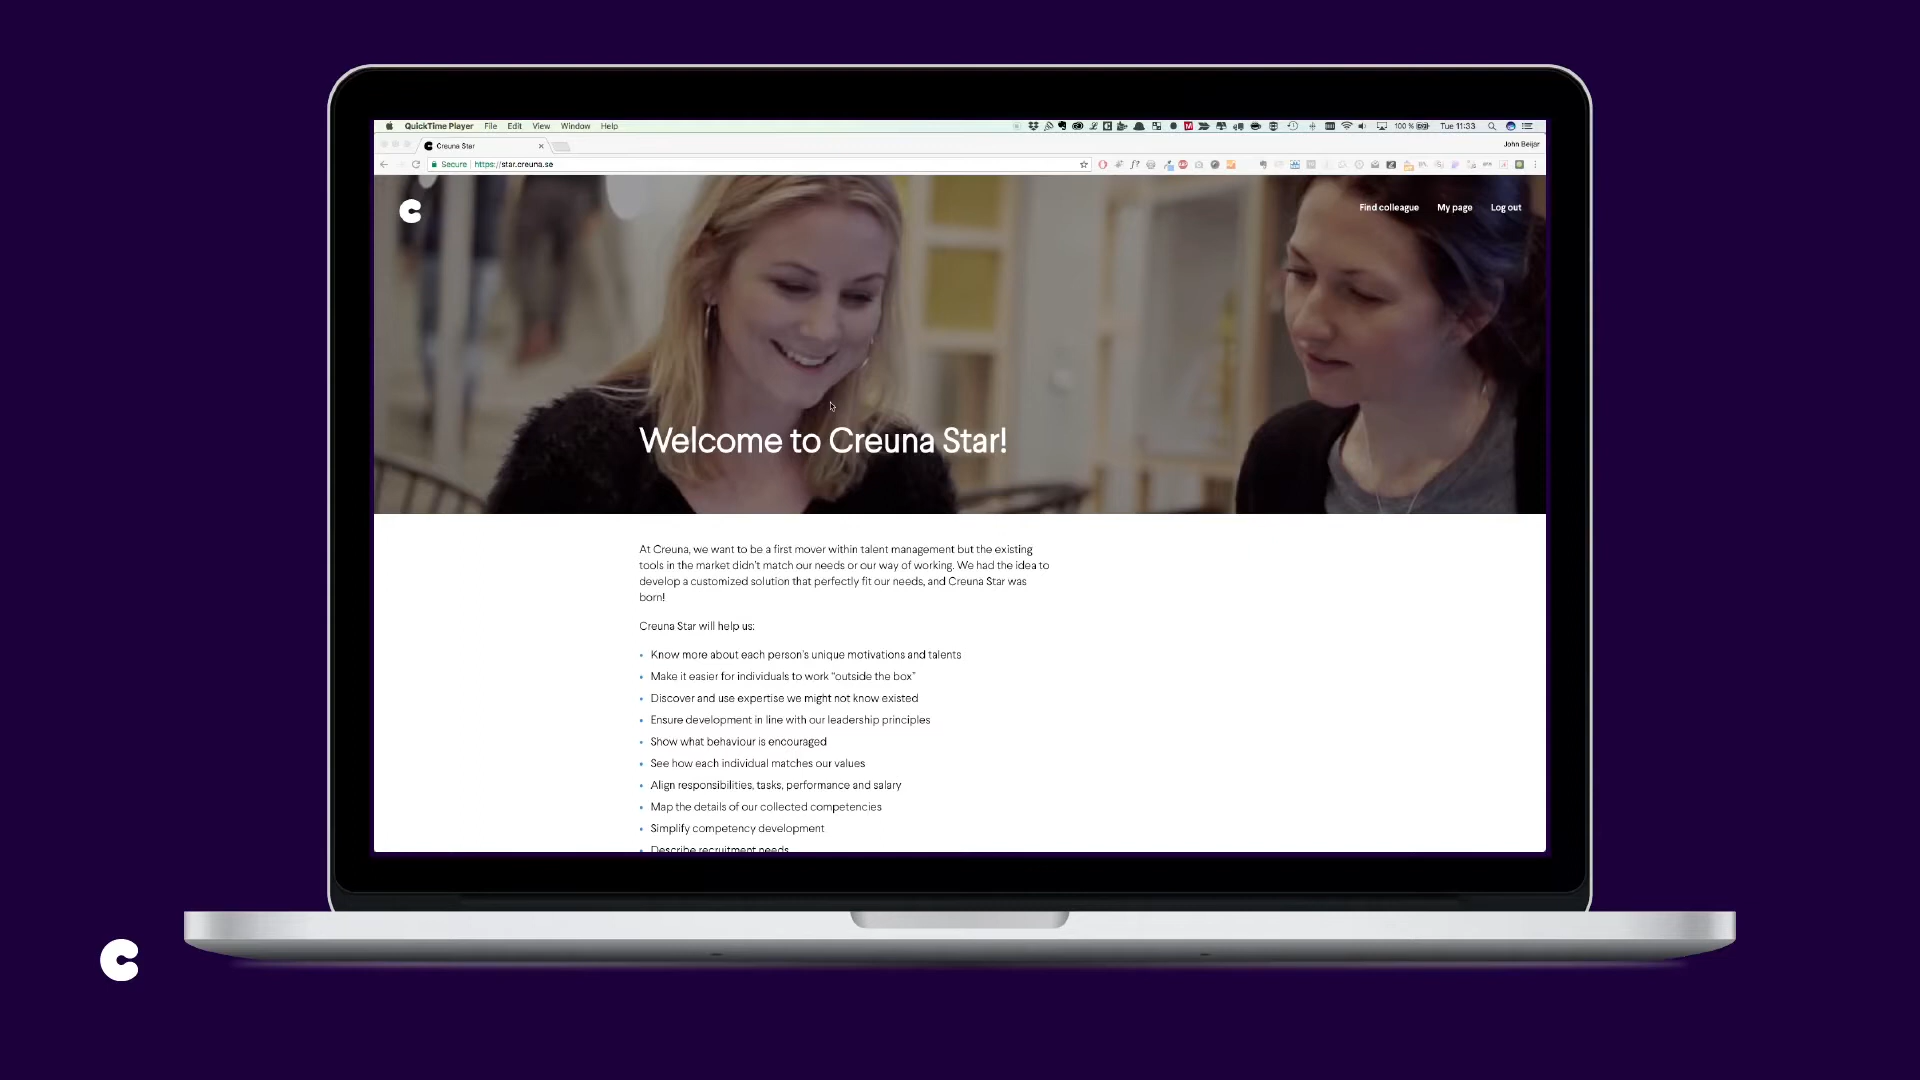 QuickTime Player File Edit View Window Help 100 % Tue 11:33
Creuna Star John Beijar
Secure https://star.creuna.se
Find colleague My page Log out
Welcome to Creuna Star!
At Creuna, we want to be a first mover within talent management but the existing
tools in the market didn't match our needs or our way of working. We had the idea to
develop a customized solution that perfectly fit our needs, and Creuna Star was
born!
Creuna Star will help us:
• Know more about each person's unique motivations and talents
• Make it easier for individuals to work “outside the box”
• Discover and use expertise we might not know existed
• Ensure development in line with our leadership principles
• Show what behaviour is encouraged
• See how each individual matches our values
• Align responsibilities, tasks, performance and salary
• Map the details of our collected competencies
• Simplify competency development
• Describe recruitment needs